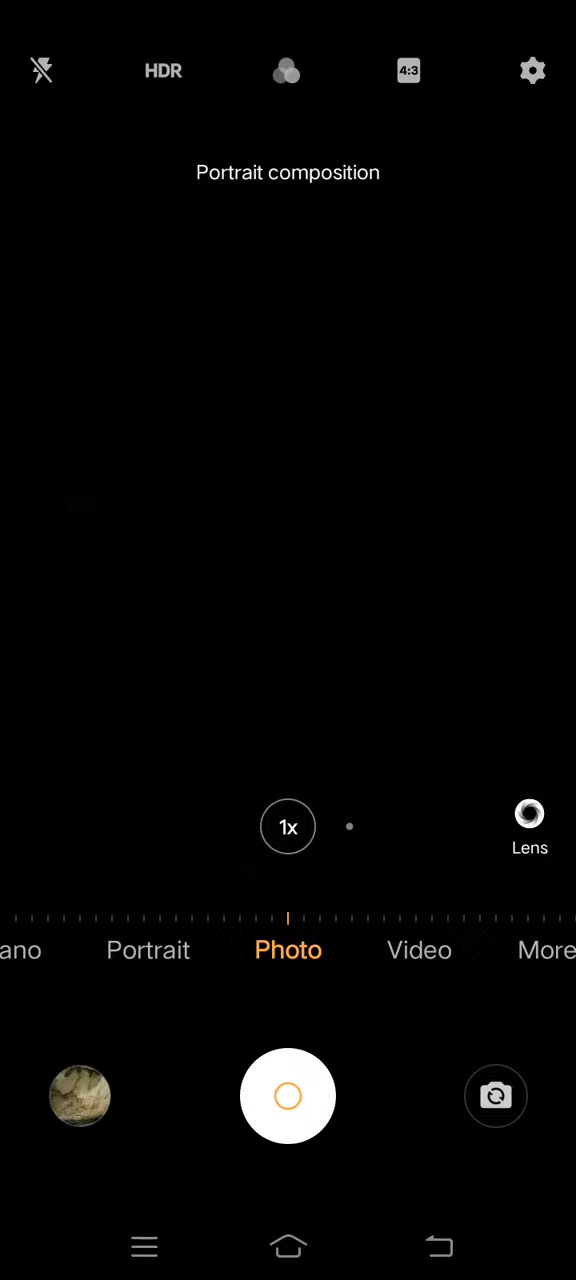 HDR
4:3
Portrait composition
1x
Lens
ano Portrait Photo Video More